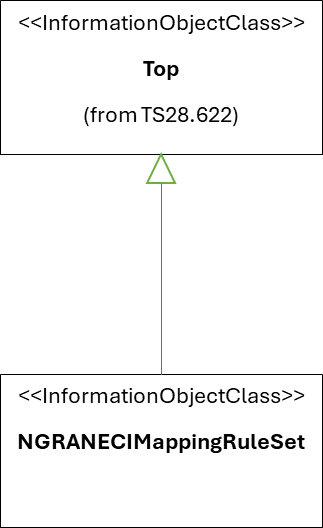 <<InformationObjectClass>>
Top
(from TS28.622)
<<InformationObjectClass>>
NGRANECIMappingRuleSet